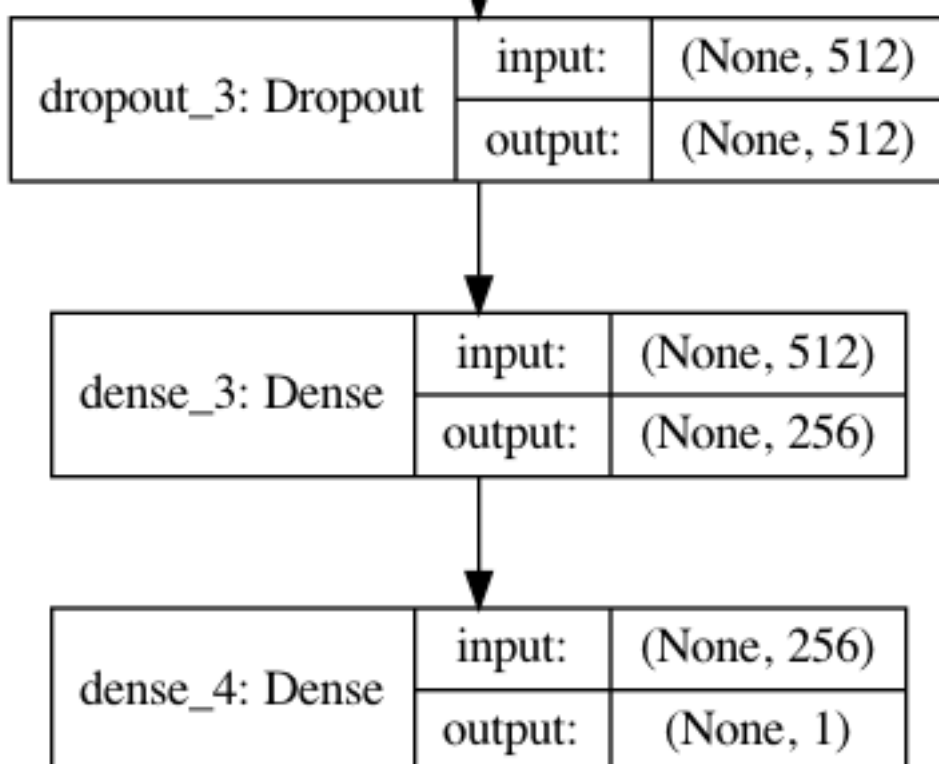 dropout_3: Dropout
input:
(None, 512)
output:
(None, 512)
dense_3: Dense
input:
(None, 512)
output:
(None, 256)
dense_4: Dense
input:
(None, 256)
output:
(None, 1)